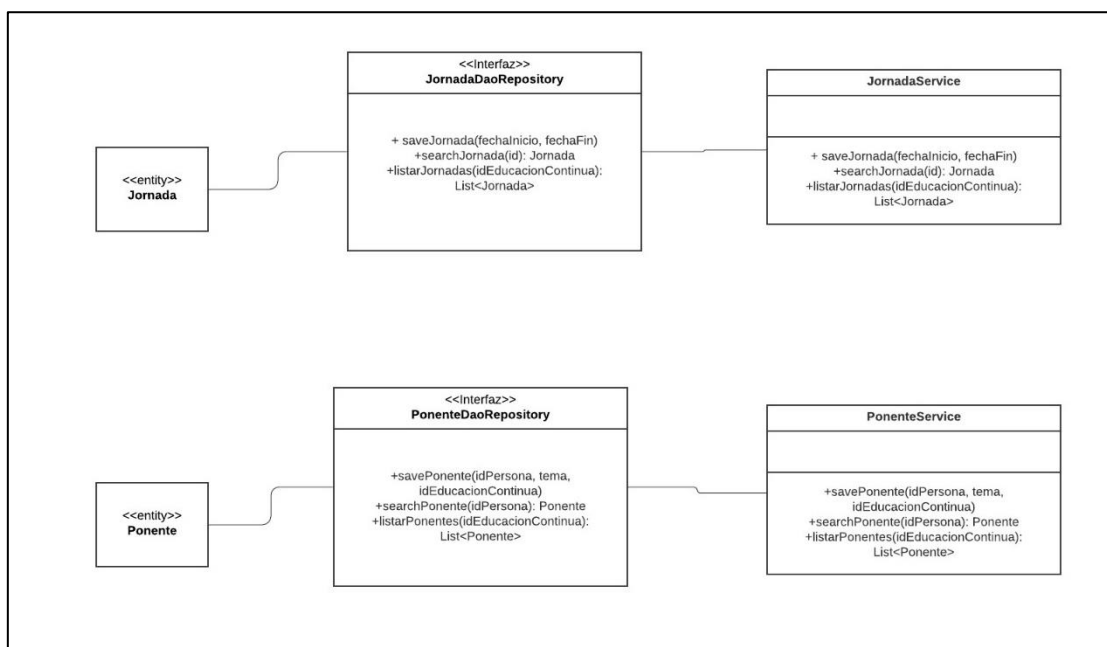 <<entity>>
Jornada
<<Interfaz>>
JornadaDaoRepository
+ saveJornada(fechaInicio, fechaFin)
+searchJornada(id): Jornada
+listarJornadas(idEducacionContinua):
List<Jornada>
JornadaService
+ saveJornada(fechaInicio, fechaFin)
+searchJornada(id): Jornada
+listarJornadas(idEducacionContinua):
List<Jornada>
<<entity>>
Ponente
<<Interfaz>>
PonenteDaoRepository
+savePonente(idPersona, tema,
idEducacionContinua)
+searchPonente(idPersona): Ponente
+listarPonentes(idEducacionContinua):
List<Ponente>
PonenteService
+savePonente(idPersona, tema,
idEducacionContinua)
+searchPonente(idPersona): Ponente
+listarPonentes(idEducacionContinua):
List<Ponente>